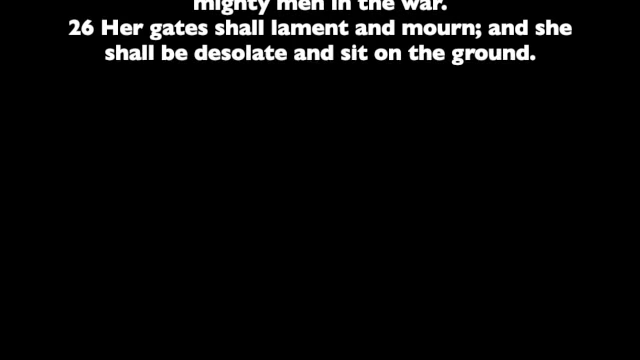 mighty men in the war.
26 Her gates shall lament and mourn; and she
shall be desolate and sit on the ground.